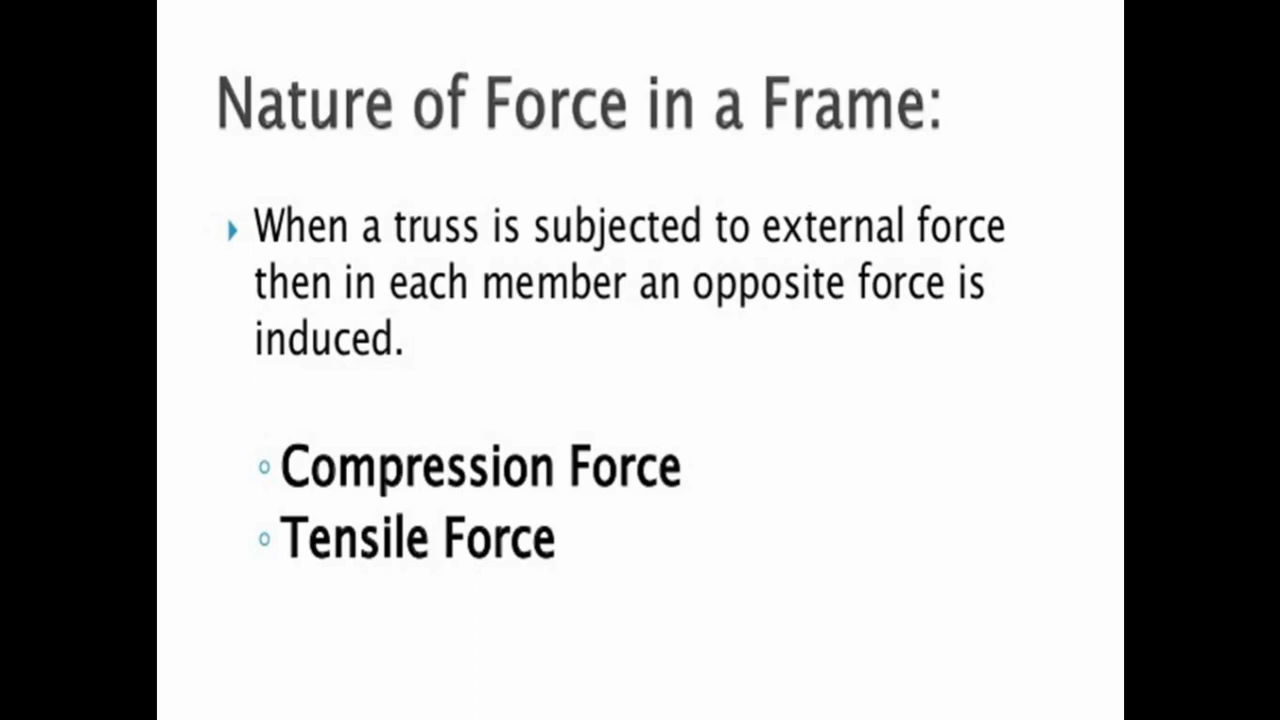 Nature of Force in a Frame:
When a truss is subjected to external force
then in each member an opposite force is
induced.
Compression Force
Tensile Force